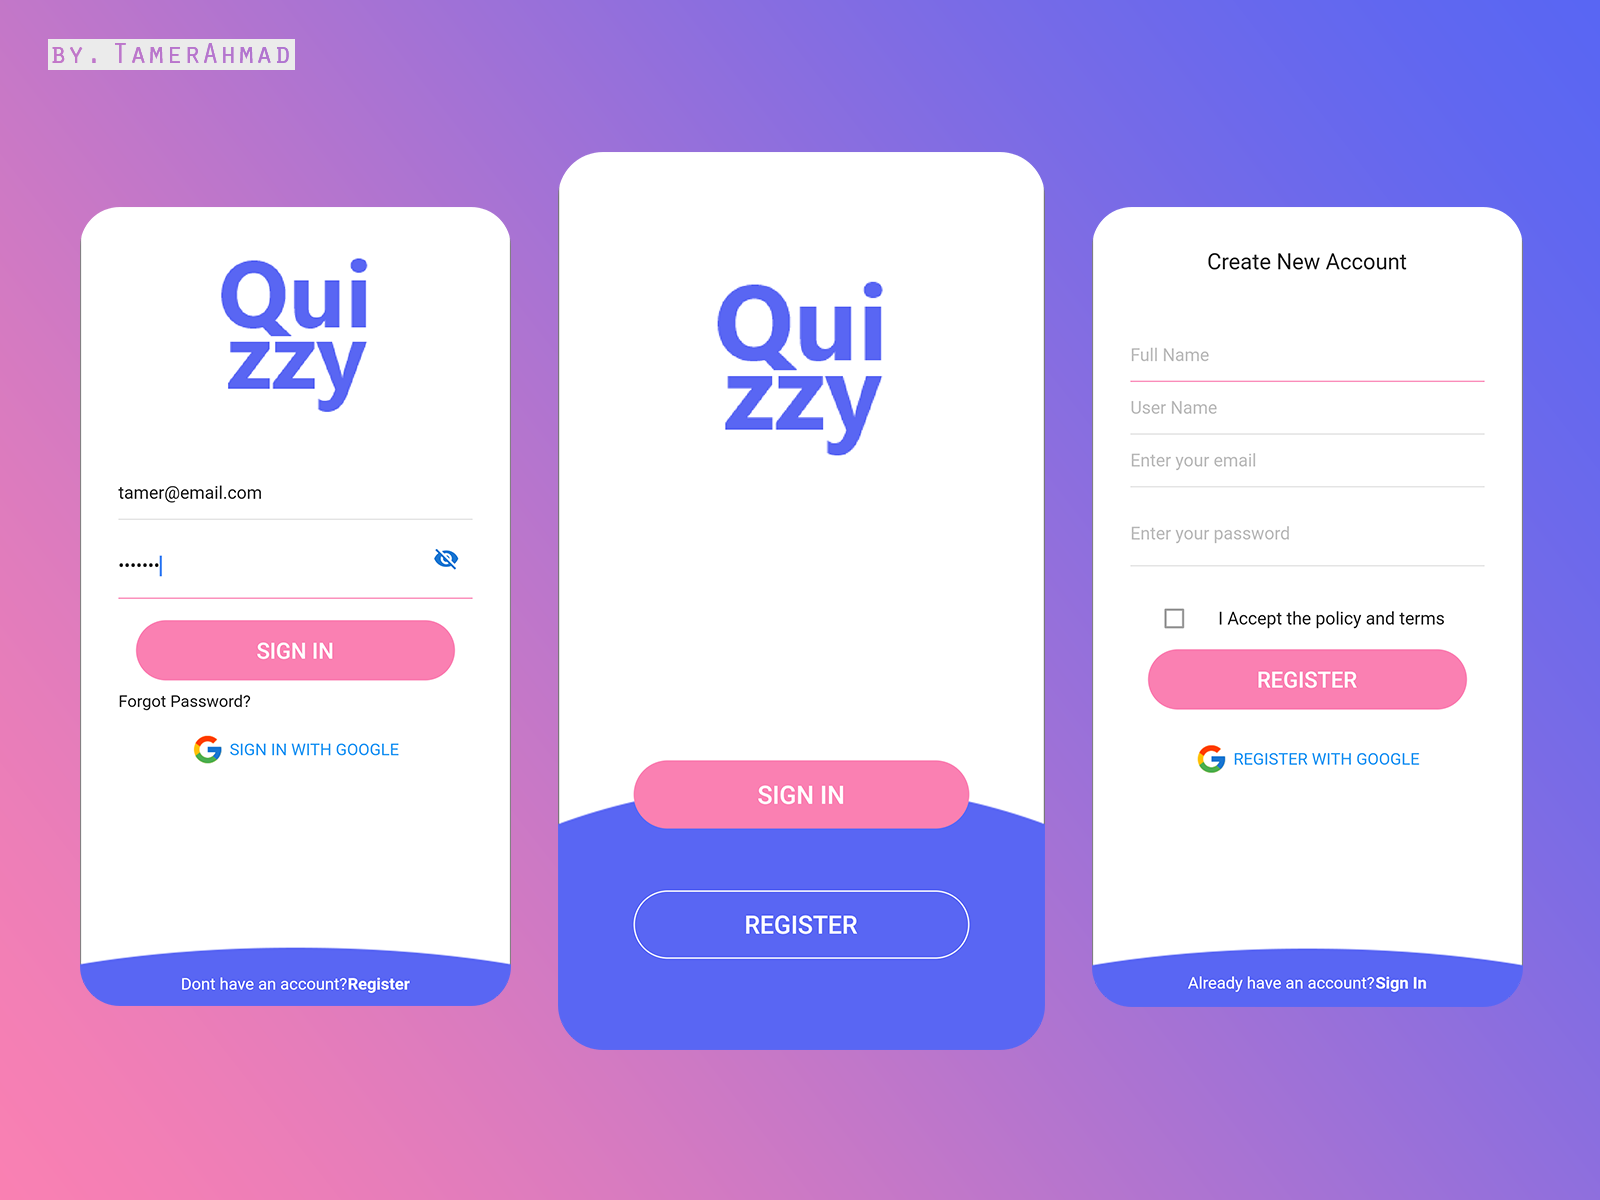 by. TamerAhmad
Qui
zzy
tamer@email.com
•••••••
SIGN IN
Forgot Password?
SIGN IN WITH GOOGLE
Dont have an account?Register
Qui
zzy
SIGN IN
REGISTER
Create New Account
Full Name
User Name
Enter your email
Enter your password
I Accept the policy and terms
REGISTER
REGISTER WITH GOOGLE
Already have an account?Sign In